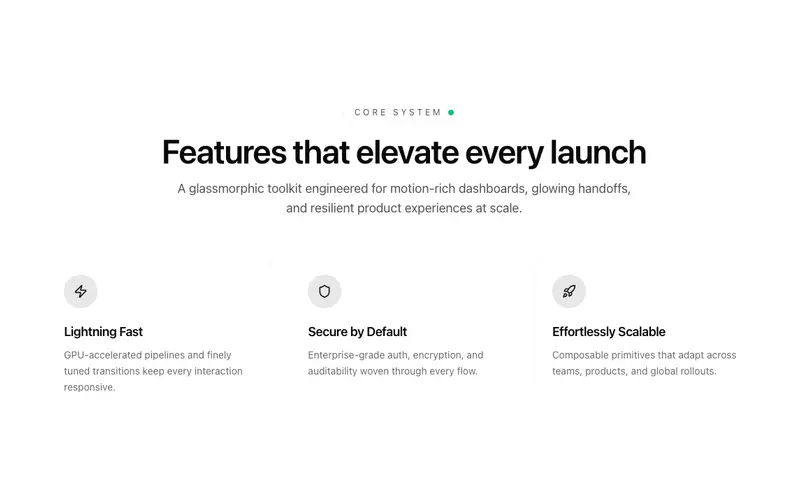 CORE SYSTEM
Features that elevate every launch
A glassmorphic toolkit engineered for motion-rich dashboards, glowing handoffs,
and resilient product experiences at scale.
Lightning Fast
GPU-accelerated pipelines and finely
tuned transitions keep every interaction
responsive.
Secure by Default
Enterprise-grade auth, encryption, and
auditability woven through every flow.
Effortlessly Scalable
Composable primitives that adapt across
teams, products, and global rollouts.